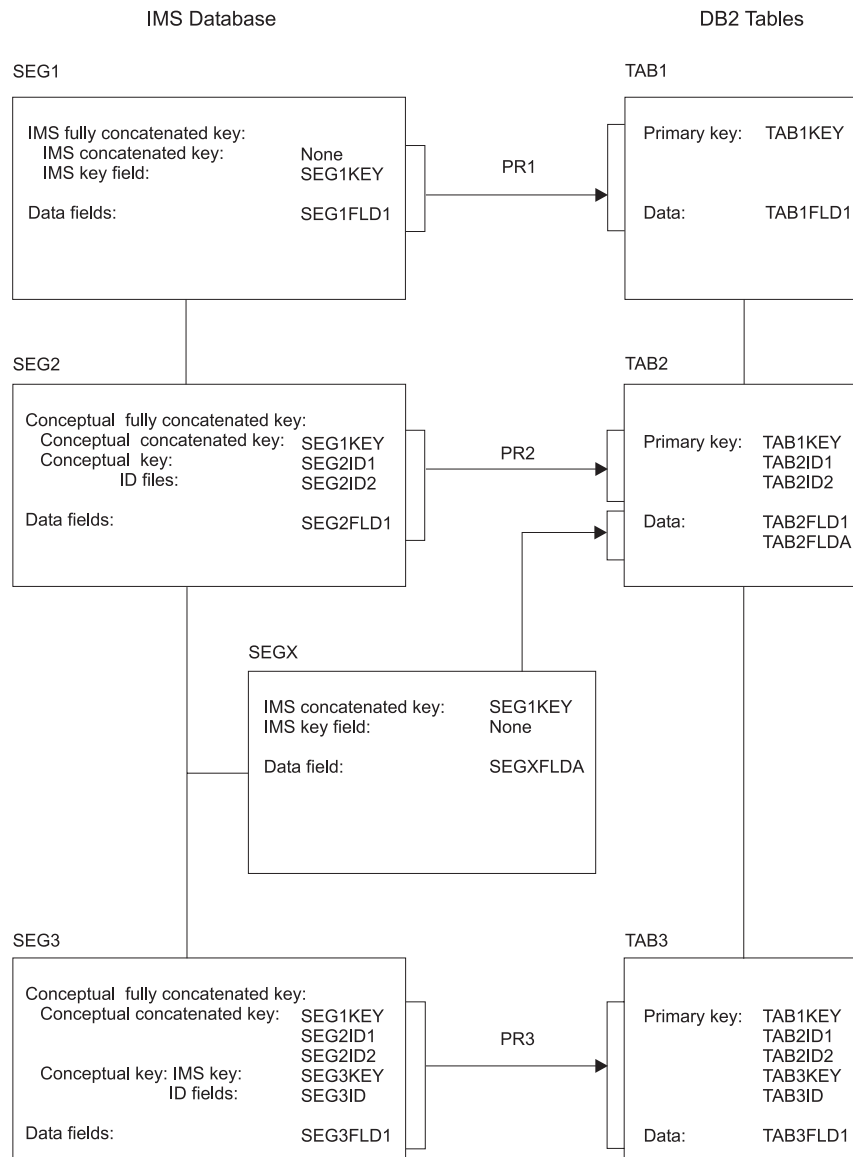 IMS Database
DB2 Tables
SEG1
TAB1
IMS fully concatenated key:
IMS concatenated key: None
IMS key field: SEG1KEY
Data fields: SEG1FLD1
PR1
Primary key: TAB1KEY
Data: TAB1FLD1
SEG2
TAB2
Conceptual fully concatenated key:
Conceptual concatenated key: SEG1KEY
Conceptual key: SEG2ID1
ID files: SEG2ID2
Data fields: SEG2FLD1
PR2
Primary key: TAB1KEY
TAB2ID1
TAB2ID2
Data: TAB2FLD1
TAB2FLDA
SEGX
IMS concatenated key: SEG1KEY
IMS key field: None
Data field: SEGXFLDA
SEG3
TAB3
Conceptual fully concatenated key:
Conceptual concatenated key: SEG1KEY
SEG2ID1
SEG2ID2
Conceptual key: IMS key: SEG3KEY
ID fields: SEG3ID
Data fields: SEG3FLD1
PR3
Primary key: TAB1KEY
TAB2ID1
TAB2ID2
TAB3KEY
TAB3ID
Data: TAB3FLD1